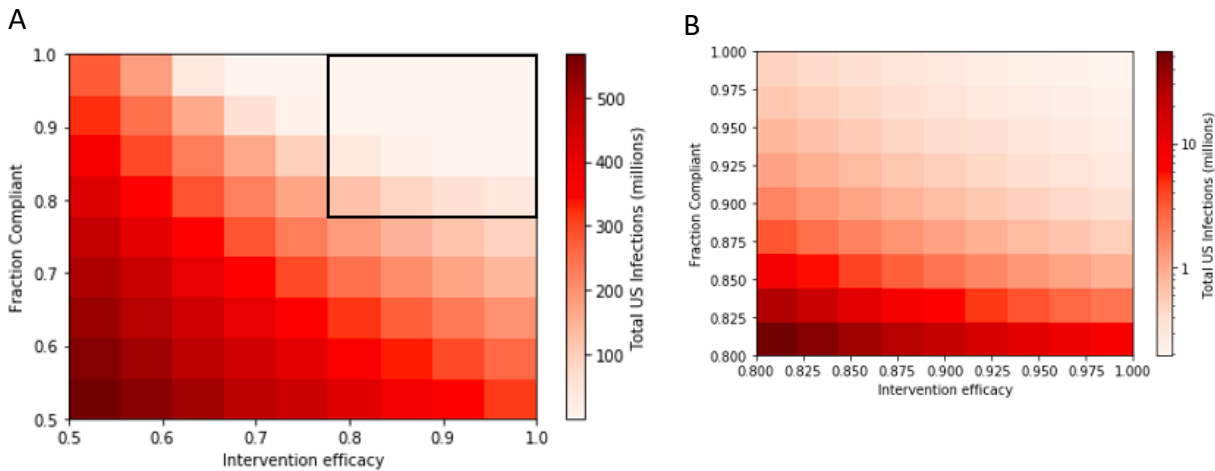 A
1.0
0.9
0.8
0.7
0.6
0.5
Fraction Compliant
0.5 0.6 0.7 0.8 0.9 1.0
Intervention efficacy
500
400
300
200
100
Total US Infections (millions)
B
1.000
0.975
0.950
0.925
0.900
0.875
0.850
0.825
0.800
Fraction Compliant
0.800 0.825 0.850 0.875 0.900 0.925 0.950 0.975 1.000
Intervention efficacy
10
1
Total US Infections (millions)